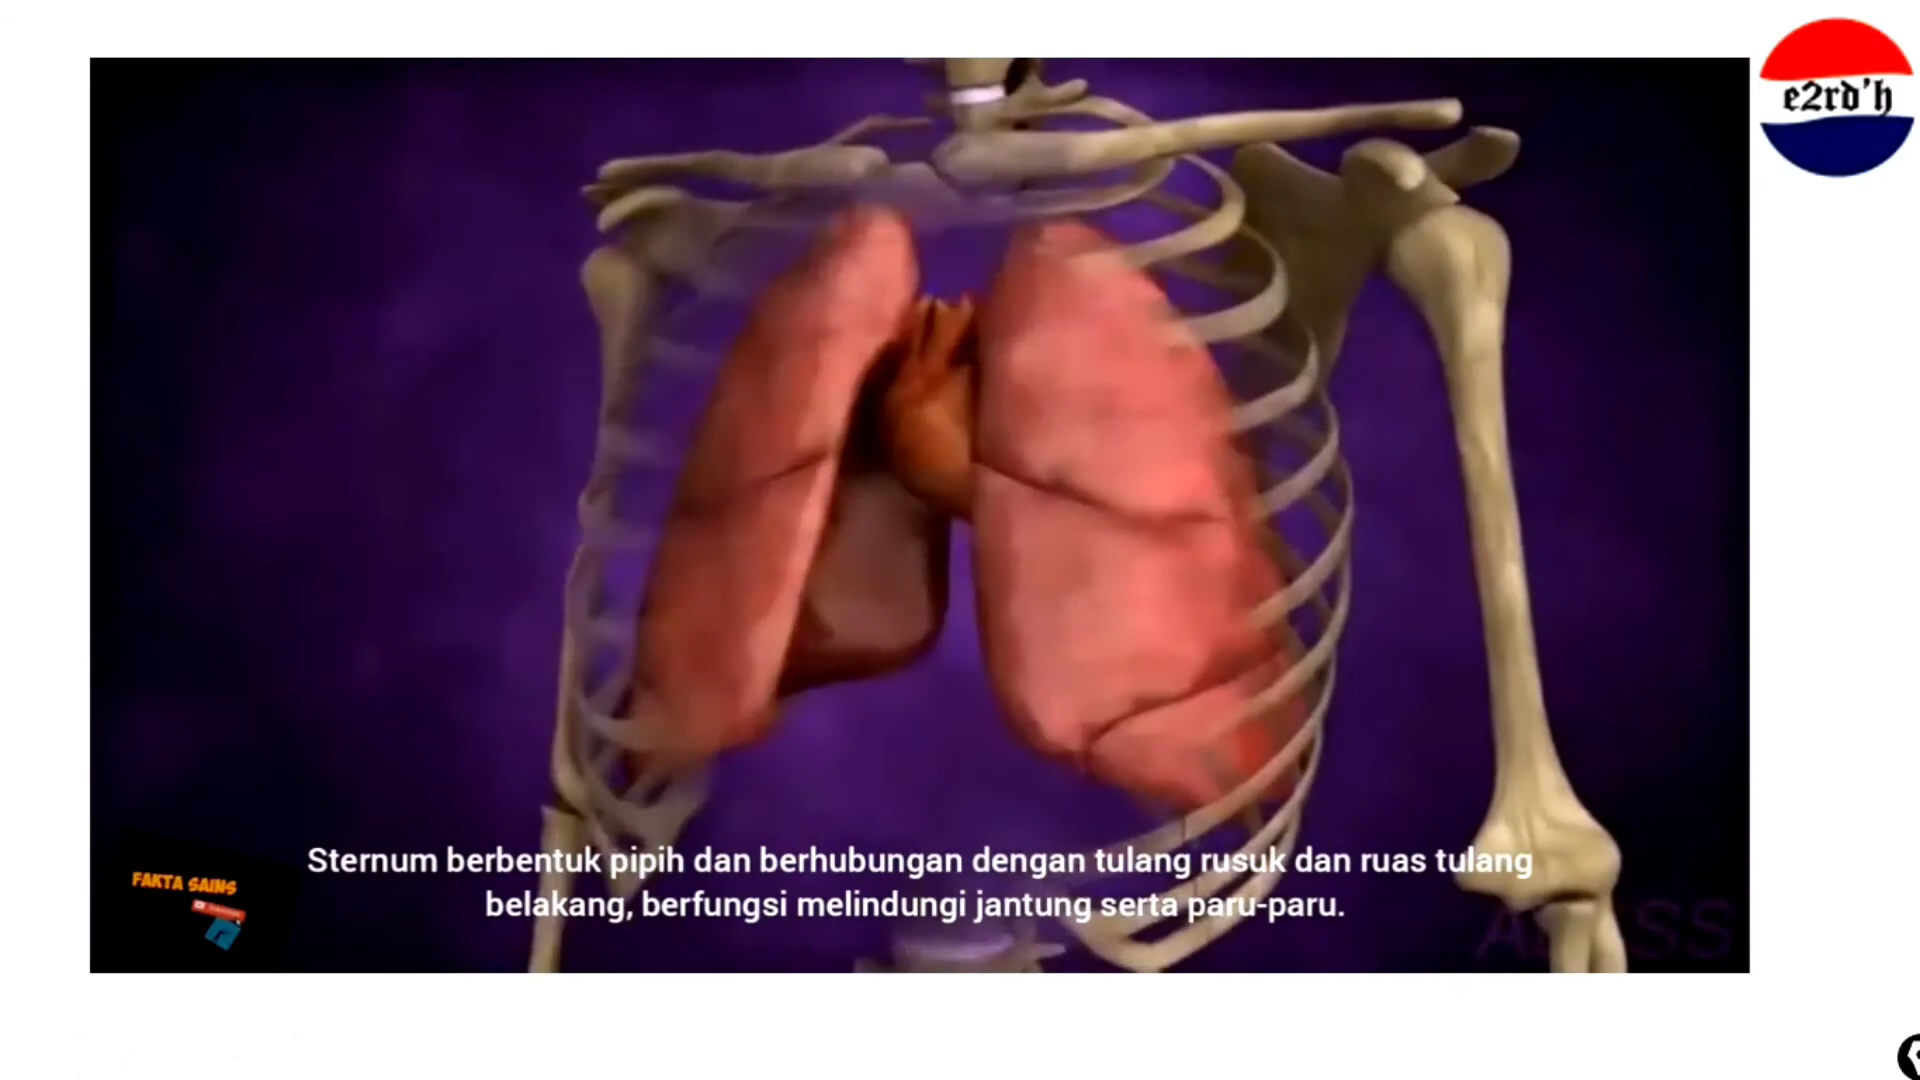 e2rd'h
Sternum berbentuk pipih dan berhubungan dengan tulang rusuk dan ruas tulang
belakang, berfungsi melindungi jantung serta paru-paru.
FAKTA SAINS